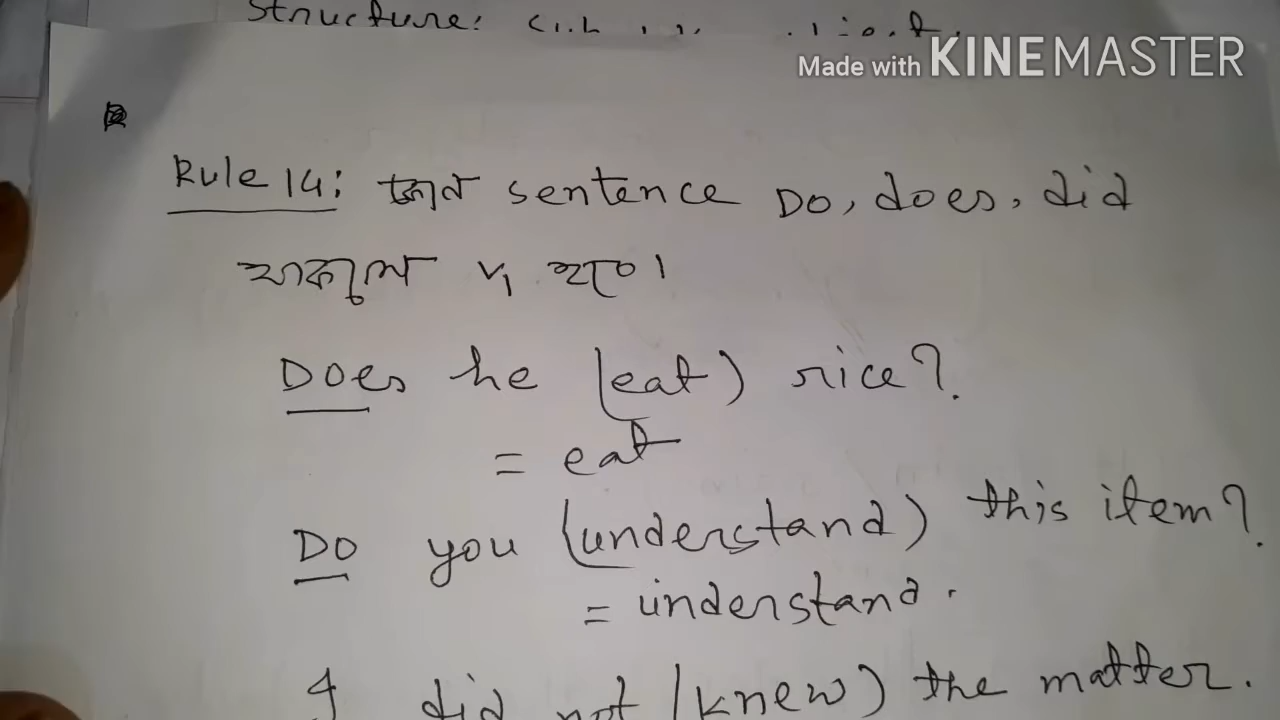 Structure:
Made with KINEMASTER
Rule 14: কোন sentence Do, does, did
থাকলে V1 হবে।
Does he (eat) rice?
= eat
Do you (understand) this item?
= understand.
I did not (knew) the matter.